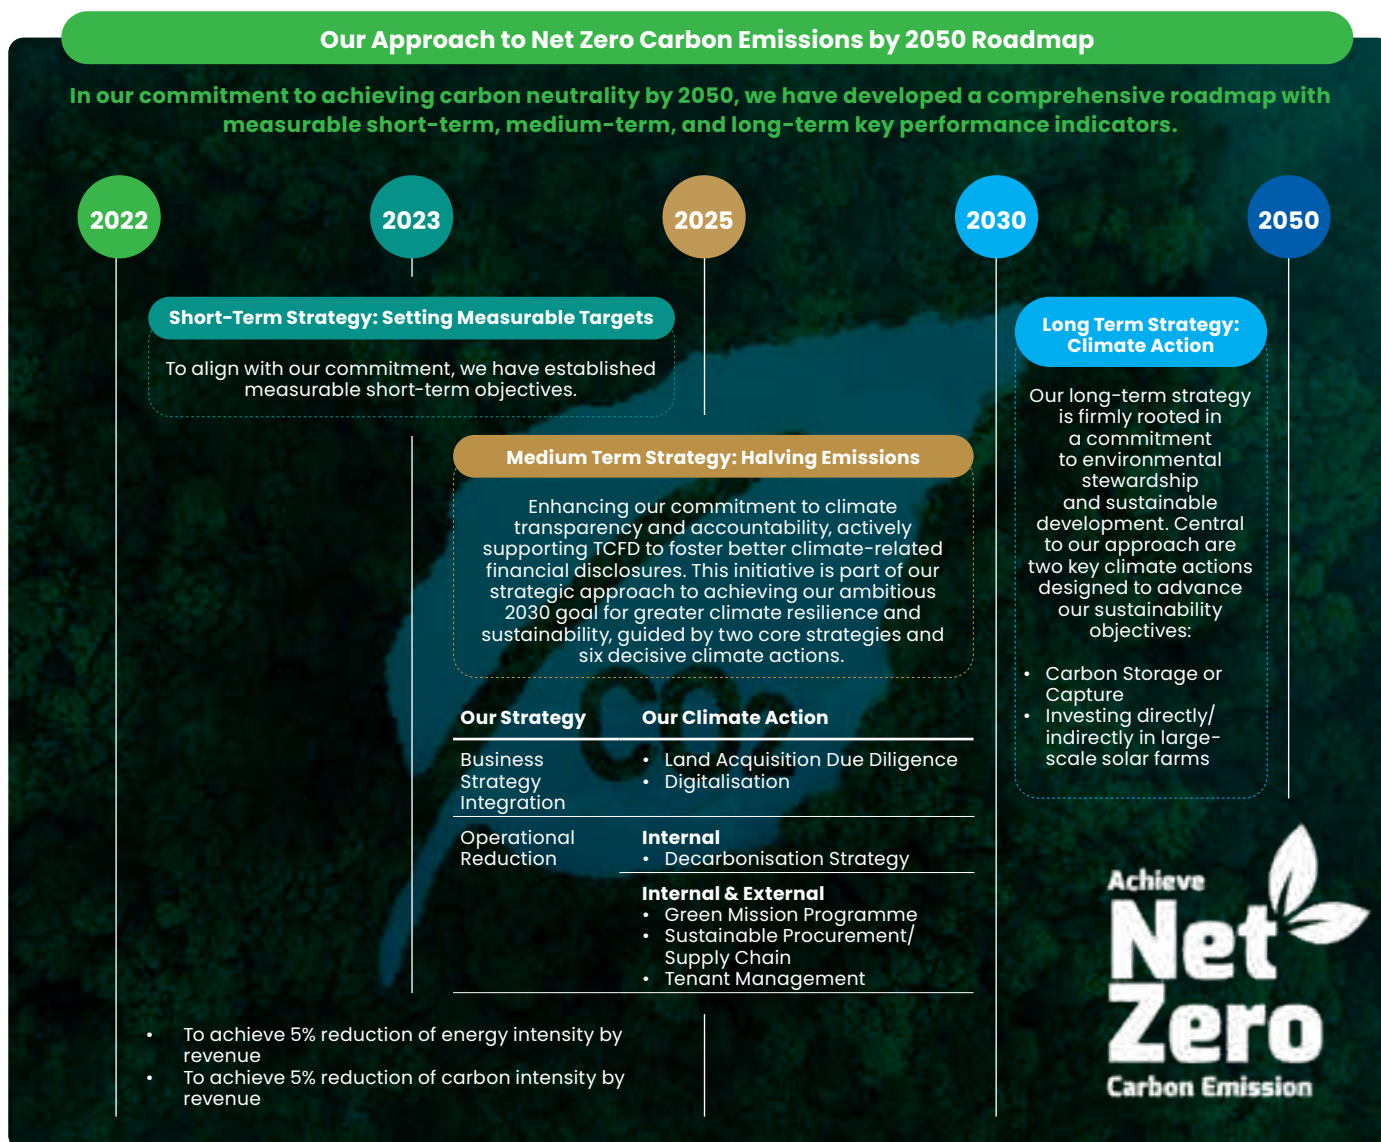 Our Approach to Net Zero Carbon Emissions by 2050 Roadmap
In our commitment to achieving carbon neutrality by 2050, we have developed a comprehensive roadmap with
measurable short-term, medium-term, and long-term key performance indicators.
2022
2023
2025
2030
2050
Short-Term Strategy: Setting Measurable Targets
To align with our commitment, we have established
measurable short-term objectives.
Medium Term Strategy: Halving Emissions
Enhancing our commitment to climate
transparency and accountability, actively
supporting TCFD to foster better climate-related
financial disclosures. This initiative is part of our
strategic approach to achieving our ambitious
2030 goal for greater climate resilience and
sustainability, guided by two core strategies and
six decisive climate actions.
CO2
Our Strategy
Our Climate Action
Business
Strategy
Integration
• Land Acquisition Due Diligence
• Digitalisation
Operational
Reduction
Internal
• Decarbonisation Strategy
Internal & External
• Green Mission Programme
• Sustainable Procurement/
Supply Chain
• Tenant Management
• To achieve 5% reduction of energy intensity by
revenue
• To achieve 5% reduction of carbon intensity by
revenue
Long Term Strategy:
Climate Action
Our long-term strategy
is firmly rooted in
a commitment
to environmental
stewardship
and sustainable
development. Central
to our approach are
two key climate actions
designed to advance
our sustainability
objectives:
• Carbon Storage or
Capture
• Investing directly/
indirectly in large-
scale solar farms
Achieve
Net
Zero
Carbon Emission